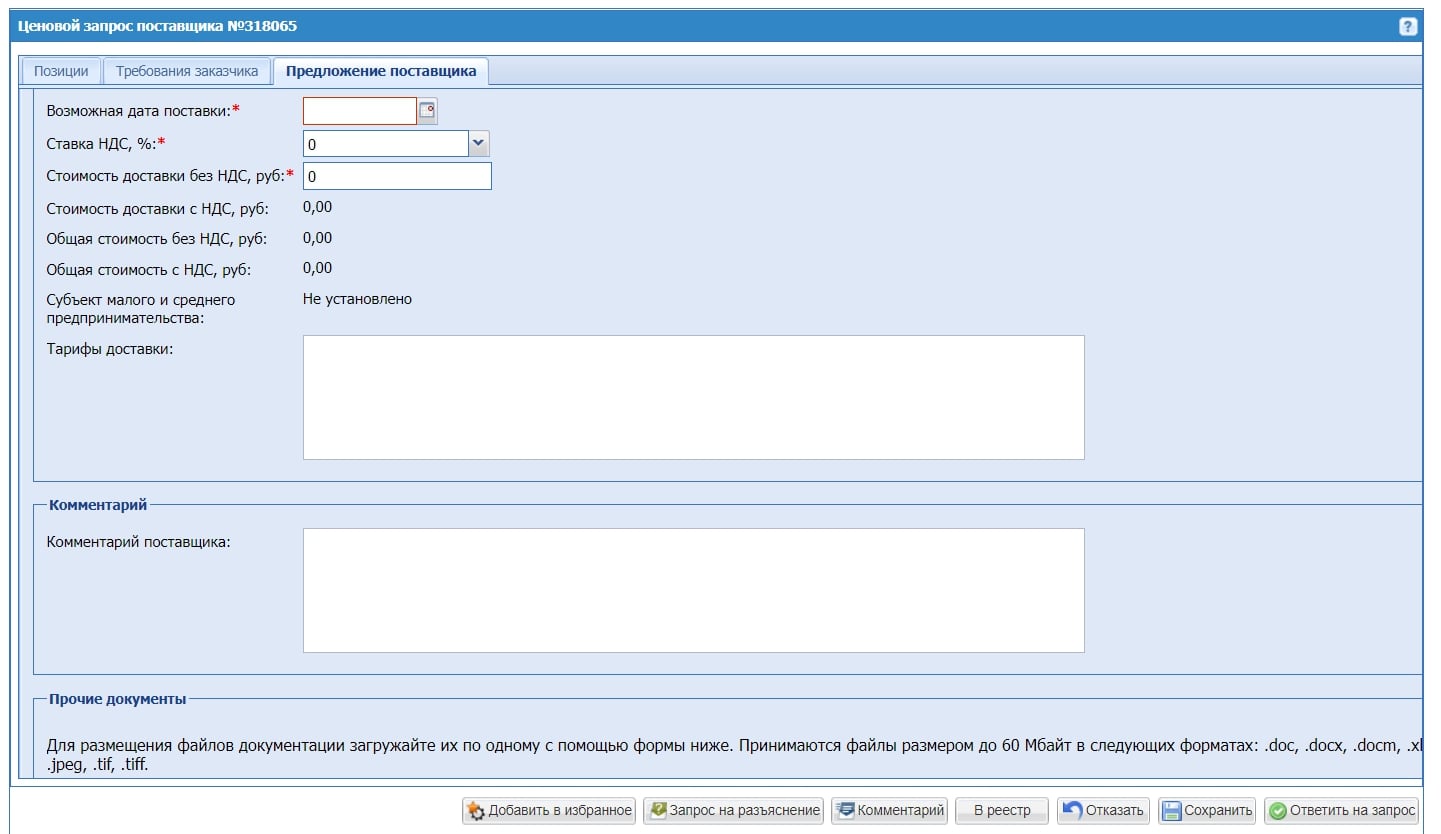 Ценовой запрос поставщика №318065
?
Позиции
Требования заказчика
Предложение поставщика
Возможная дата поставки:*
Ставка НДС, %:*
0
Стоимость доставки без НДС, руб:*
0
Стоимость доставки с НДС, руб:
0,00
Общая стоимость без НДС, руб:
0,00
Общая стоимость с НДС, руб:
0,00
Субъект малого и среднего
предпринимательства:
Не установлено
Тарифы доставки:
Комментарий
Комментарий поставщика:
Прочие документы
Для размещения файлов документации загружайте их по одному с помощью формы ниже. Принимаются файлы размером до 60 Мбайт в следующих форматах: .doc, .docx, .docm,
.jpeg, .tif, .tiff.
Добавить в избранное
Запрос на разъяснение
Комментарий
В реестр
Отказать
Сохранить
Ответить на запрос